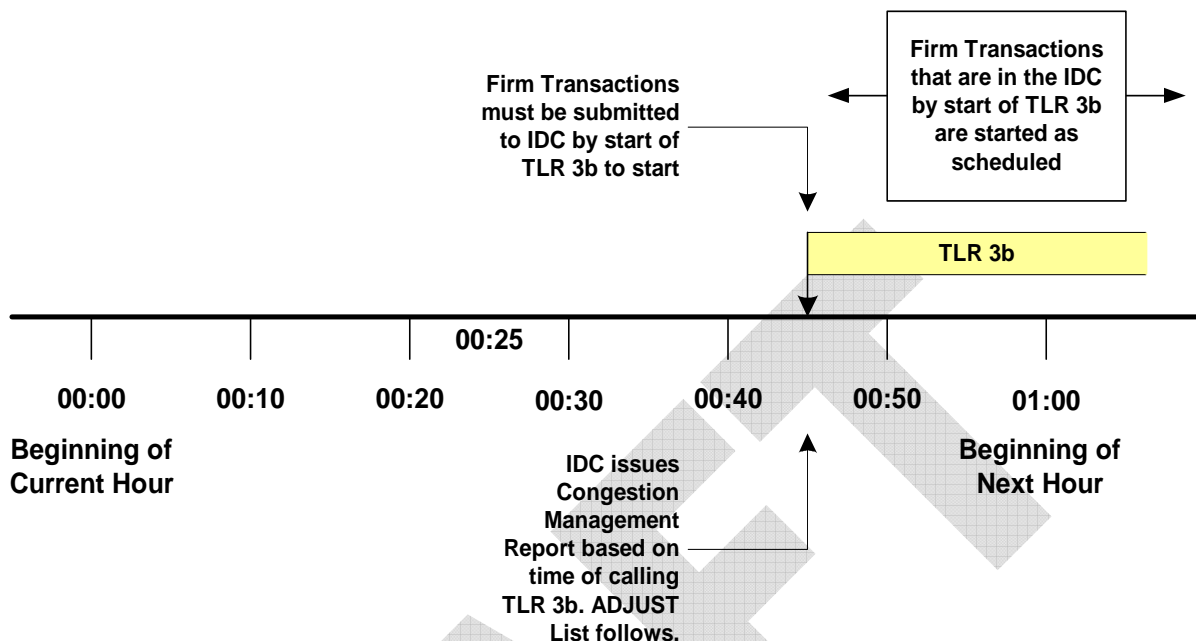 Firm Transactions
must be submitted
to IDC by start of
TLR 3b to start
Firm Transactions
that are in the IDC
by start of TLR 3b
are started as
scheduled
TLR 3b
00:25
00:00 00:10 00:20 00:30 00:40 00:50 01:00
Beginning of
Current Hour
Beginning of
Next Hour
IDC issues
Congestion
Management
Report based on
time of calling
TLR 3b. ADJUST
List follows.